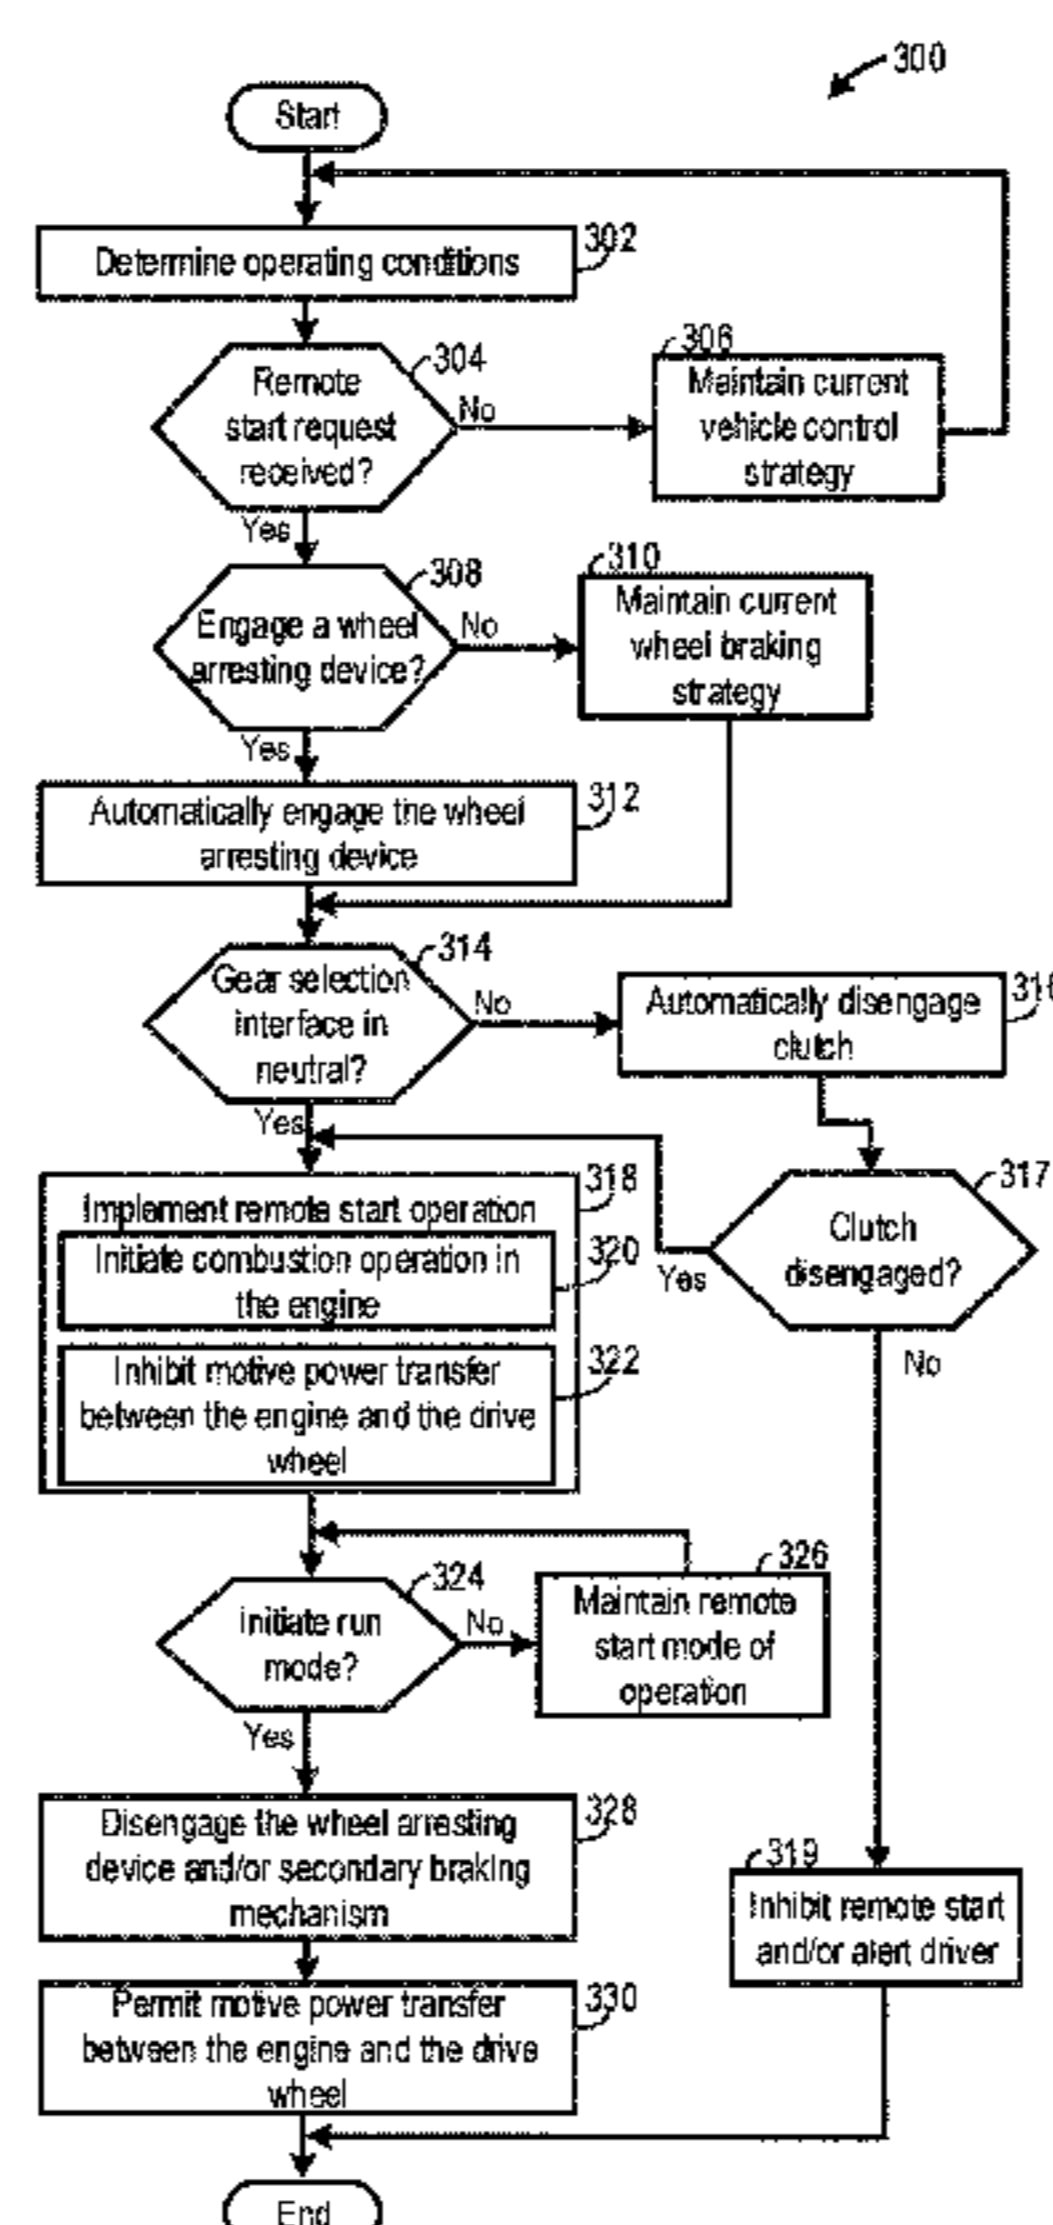 300
Start
Determine operating conditions
302
Remote
start request
received?
304
No
306
Maintain current
vehicle control
strategy
Yes
Engage a wheel
arresting device?
308
No
310
Maintain current
wheel braking
strategy
Yes
Automatically engage the wheel
arresting device
312
Gear selection
interface in
neutral?
314
No
Automatically disengage
clutch
316
Yes
Clutch
disengaged?
317
Yes
No
Implement remote start operation
318
Initiate combustion operation in
the engine
320
Inhibit motive power transfer
between the engine and the drive
wheel
322
Initiate run
mode?
324
No
326
Maintain remote
start mode of
operation
Yes
Disengage the wheel arresting
device and/or secondary braking
mechanism
328
319
Inhibit remote start
and/or alert driver
Permit motive power transfer
between the engine and the drive
wheel
330
End